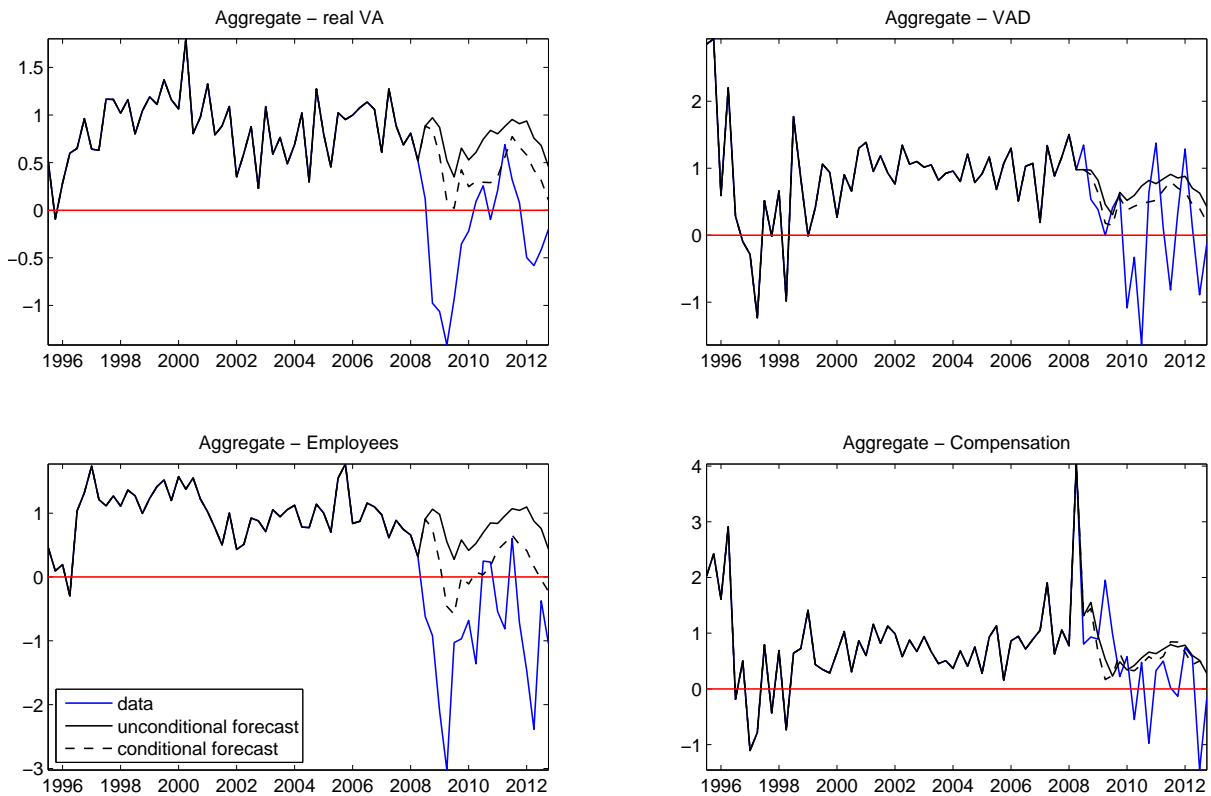 Aggregate − real VA
1.5
1
0.5
0
−0.5
−1
1996 1998 2000 2002 2004 2006 2008 2010 2012
Aggregate − VAD
2
1
0
−1
1996 1998 2000 2002 2004 2006 2008 2010 2012
Aggregate − Employees
1
0
−1
−2
−3
data
unconditional forecast
conditional forecast
1996 1998 2000 2002 2004 2006 2008 2010 2012
Aggregate − Compensation
4
3
2
1
0
−1
1996 1998 2000 2002 2004 2006 2008 2010 2012